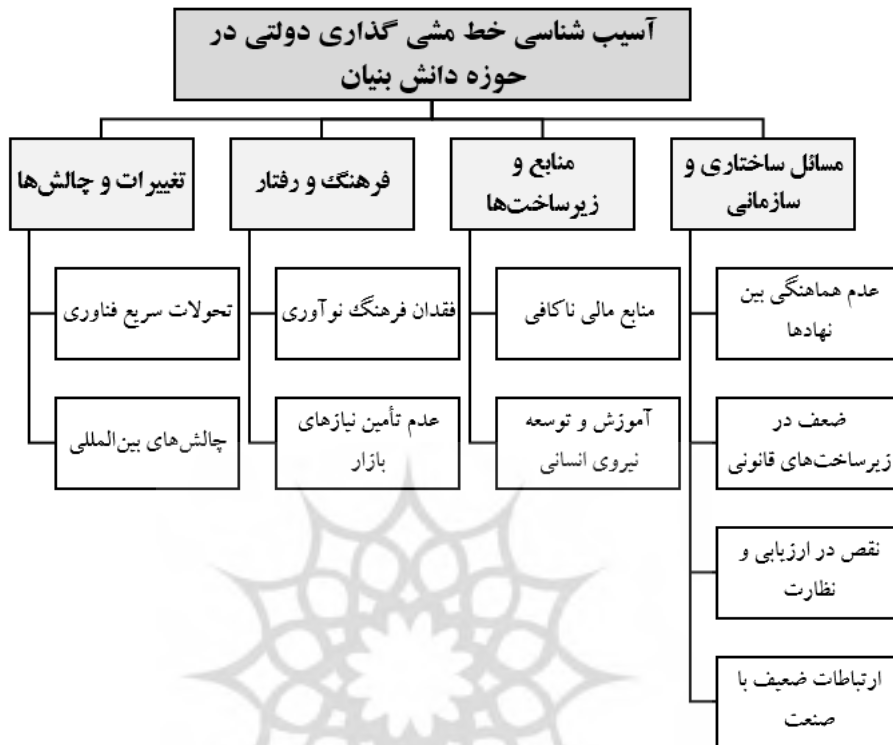 آسیب شناسی خط مشی گذاری دولتی در
حوزه دانش بنیان
مسائل ساختاری و
سازمانی
عدم هماهنگی بین
نهادها
ضعف در
زیرساخت‌های قانونی
نقص در ارزیابی و
نظارت
ارتباطات ضعیف با
صنعت
منابع و
زیرساخت‌ها
منابع مالی ناکافی
آموزش و توسعه
نیروی انسانی
فرهنگ و رفتار
فقدان فرهنگ نوآوری
عدم تأمین نیازهای
بازار
تغییرات و چالش‌ها
تحولات سریع فناوری
چالش‌های بین‌المللی